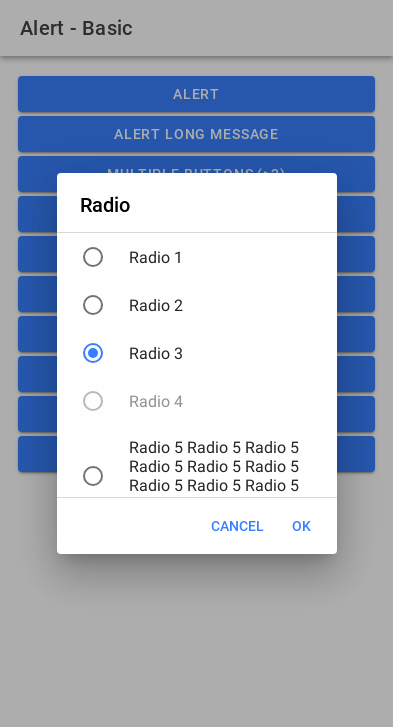 Alert - Basic
ALERT
ALERT LONG MESSAGE
MULTIPLE BUTTONS (>2)
Radio
Radio 1
Radio 2
Radio 3
Radio 4
Radio 5 Radio 5 Radio 5
Radio 5 Radio 5 Radio 5
Radio 5 Radio 5 Radio 5
CANCEL OK